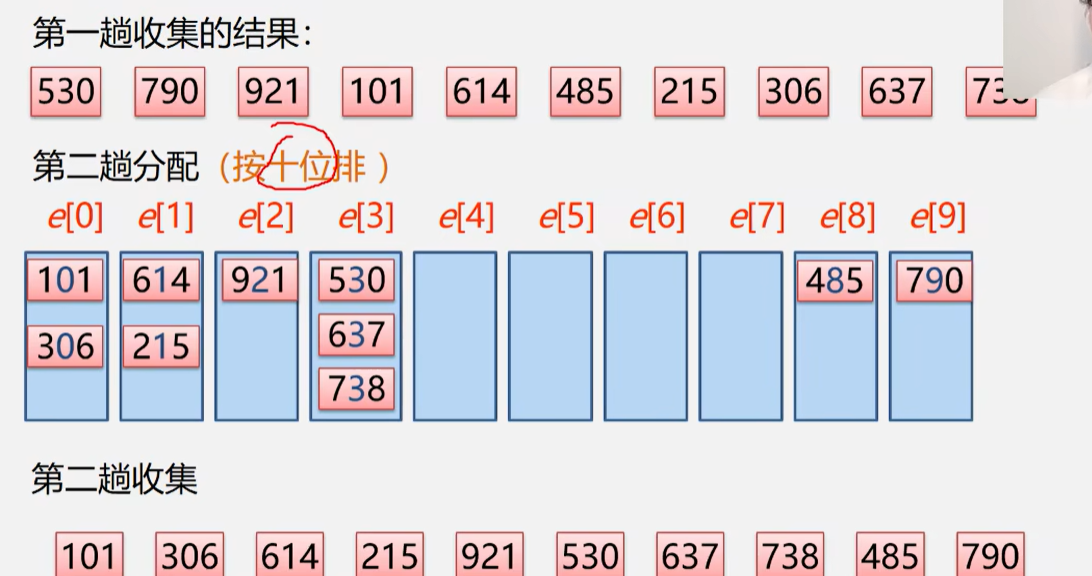 第一趟收集的结果：
530 790 921 101 614 485 215 306 637
第二趟分配（按十位排 ）
e[0] e[1] e[2] e[3] e[4] e[5] e[6] e[7] e[8] e[9]
101 614 921 530 485 790
306 215 637
738
第二趟收集
101 306 614 215 921 530 637 738 485 790